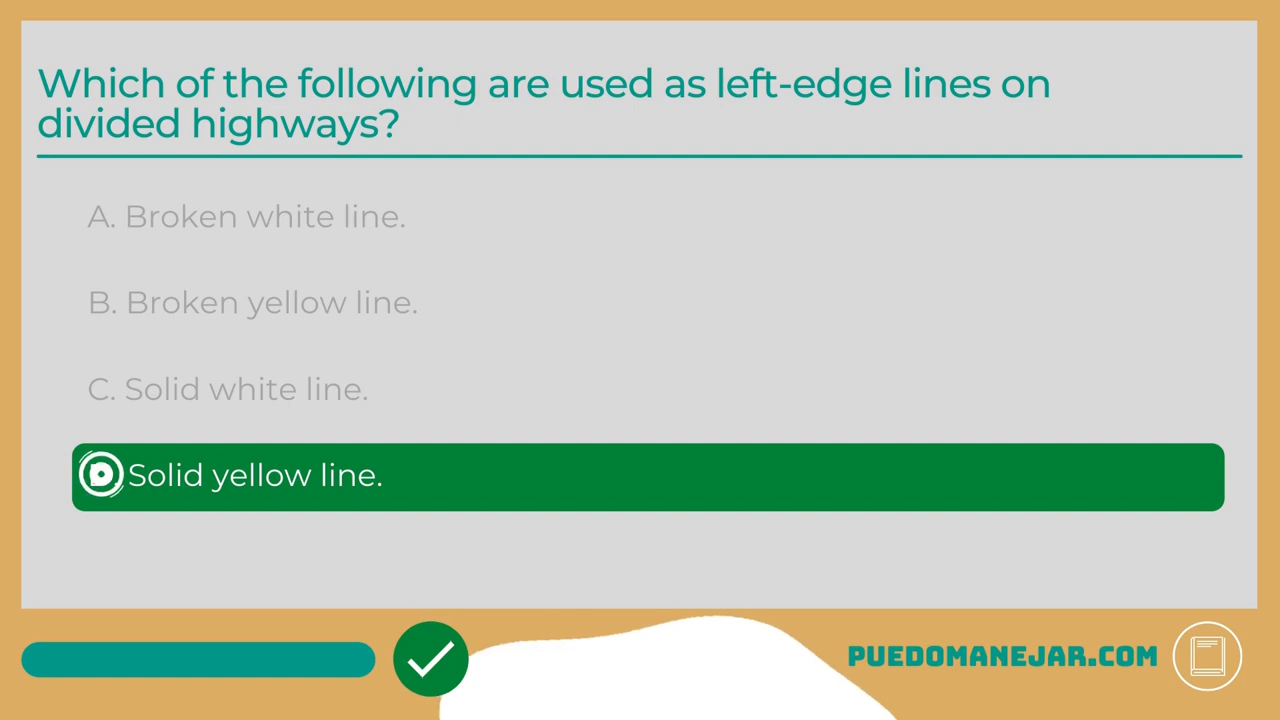 Which of the following are used as left-edge lines on
divided highways?
A. Broken white line.
B. Broken yellow line.
C. Solid white line.
D. Solid yellow line.
PUEDOMANEJAR.COM